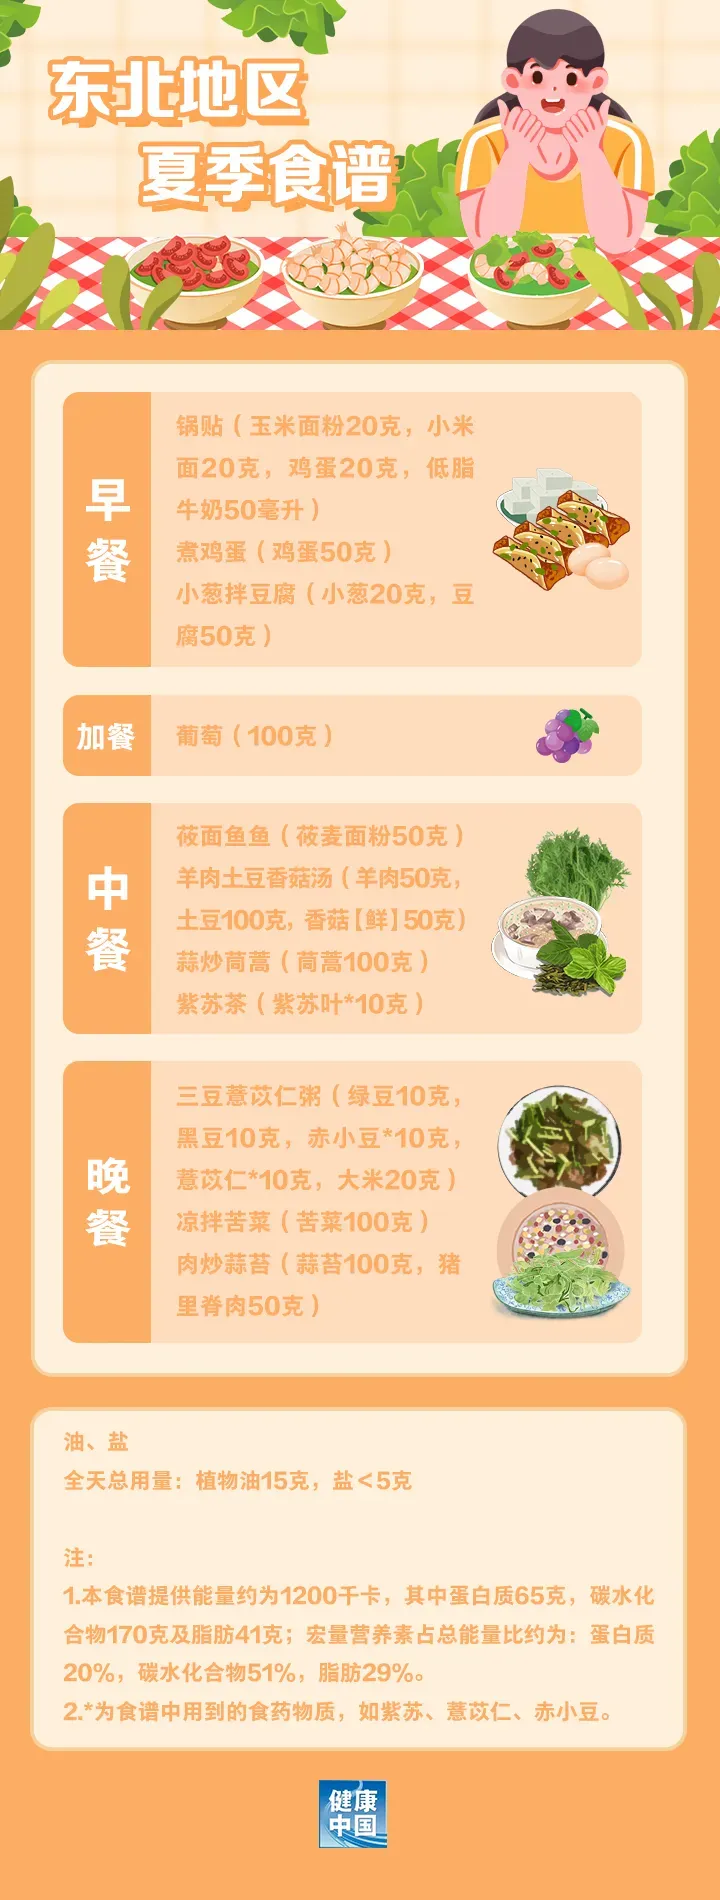 东北地区
夏季食谱
早餐
锅贴（玉米面粉20克，小米
面20克，鸡蛋20克，低脂
牛奶50毫升）
煮鸡蛋（鸡蛋50克）
小葱拌豆腐（小葱20克，豆
腐50克）
加餐
葡萄（100克）
中餐
莜面鱼鱼（莜麦面粉50克）
羊肉土豆香菇汤（羊肉50克，
土豆100克，香菇【鲜】50克）
蒜炒茼蒿（茼蒿100克）
紫苏茶（紫苏叶*10克）
晚餐
三豆薏苡仁粥（绿豆10克，
黑豆10克，赤小豆*10克，
薏苡仁*10克，大米20克）
凉拌苦菜（苦菜100克）
肉炒蒜苔（蒜苔100克，猪
里脊肉50克）
油、盐
全天总用量：植物油15克，盐＜5克
注：
1.本食谱提供能量约为1200千卡，其中蛋白质65克，碳水化
合物170克及脂肪41克；宏量营养素占总能量比约为：蛋白质
20%，碳水化合物51%，脂肪29%。
2.*为食谱中用到的食药物质，如紫苏、薏苡仁、赤小豆。
健康
中国